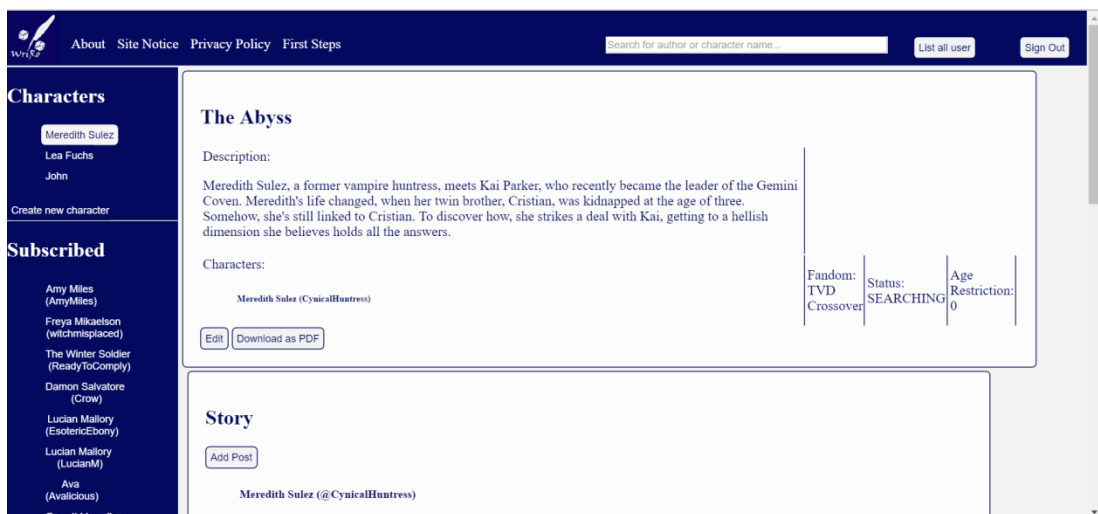 WriRo
About Site Notice Privacy Policy First Steps
Search for author or character name...
List all user
Sign Out
Characters
Meredith Sulez
Lea Fuchs
John
Create new character
Subscribed
Amy Miles
(AmyMiles)
Freya Mikaelson
(witchmisplaced)
The Winter Soldier
(ReadyToComply)
Damon Salvatore
(Crow)
Lucian Mallory
(EsotericEbony)
Lucian Mallory
(LucianM)
Ava
(Avalicious)
The Abyss
Description:
Meredith Sulez, a former vampire huntress, meets Kai Parker, who recently became the leader of the Gemini
Coven. Meredith's life changed, when her twin brother, Cristian, was kidnapped at the age of three.
Somehow, she's still linked to Cristian. To discover how, she strikes a deal with Kai, getting to a hellish
dimension she believes holds all the answers.
Characters:
Meredith Sulez (CynicalHuntress)
Fandom:
TVD
Crossover
Status:
SEARCHING
Age
Restriction:
0
Edit
Download as PDF
Story
Add Post
Meredith Sulez (@CynicalHuntress)